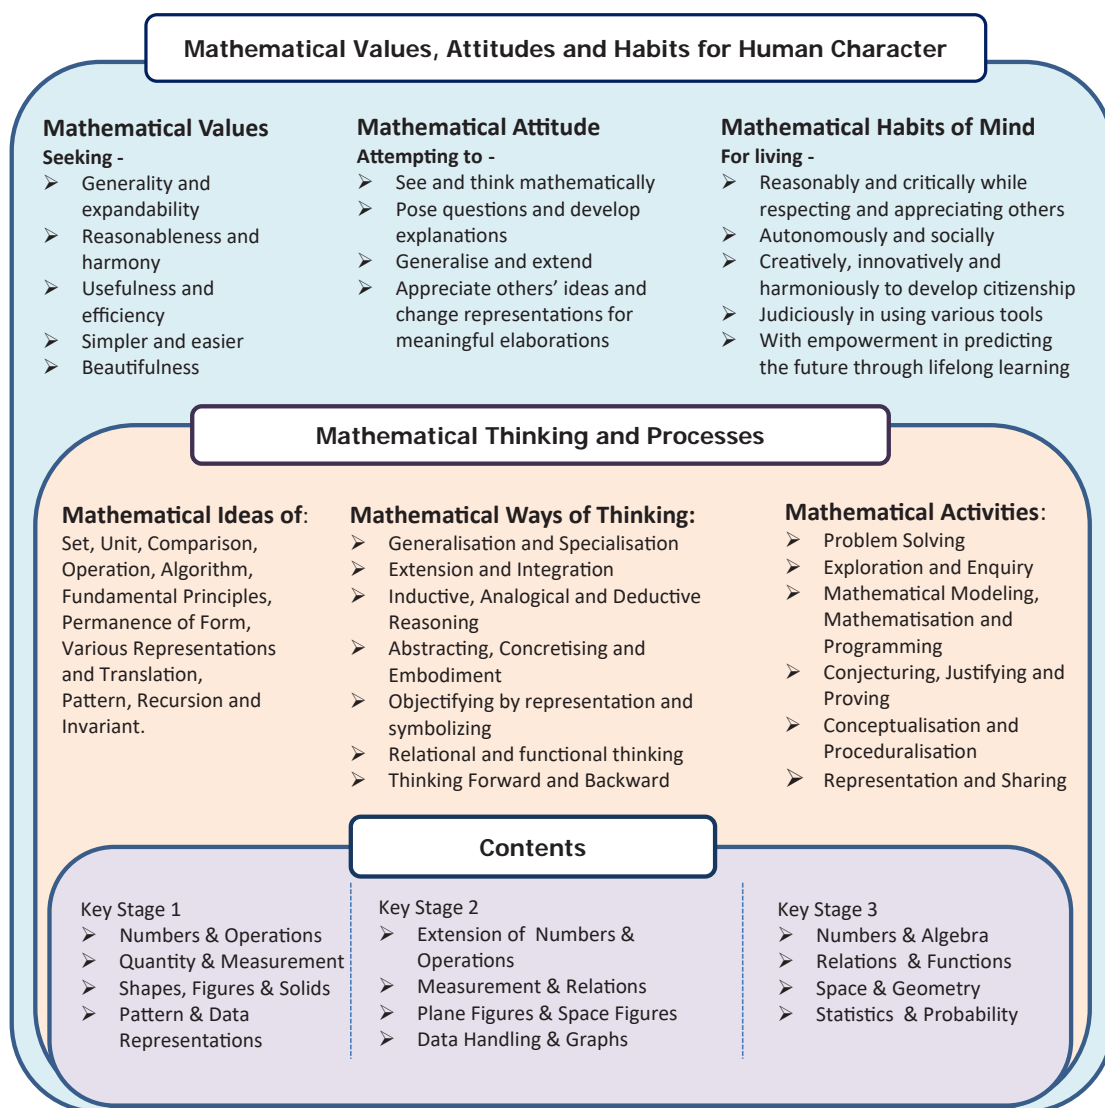 Mathematical Values, Attitudes and Habits for Human Character
Mathematical Values
Seeking -
➢ Generality and
expandability
➢ Reasonableness and
harmony
➢ Usefulness and
efficiency
➢ Simpler and easier
➢ Beautifulness
Mathematical Attitude
Attempting to -
➢ See and think mathematically
➢ Pose questions and develop
explanations
➢ Generalise and extend
➢ Appreciate others’ ideas and
change representations for
meaningful elaborations
Mathematical Habits of Mind
For living -
➢ Reasonably and critically while
respecting and appreciating others
➢ Autonomously and socially
➢ Creatively, innovatively and
harmoniously to develop citizenship
➢ Judiciously in using various tools
➢ With empowerment in predicting
the future through lifelong learning
Mathematical Thinking and Processes
Mathematical Ideas of:
Set, Unit, Comparison,
Operation, Algorithm,
Fundamental Principles,
Permanence of Form,
Various Representations
and Translation,
Pattern, Recursion and
Invariant.
Mathematical Ways of Thinking:
➢ Generalisation and Specialisation
➢ Extension and Integration
➢ Inductive, Analogical and Deductive
Reasoning
➢ Abstracting, Concretising and
Embodiment
➢ Objectifying by representation and
symbolizing
➢ Relational and functional thinking
➢ Thinking Forward and Backward
Mathematical Activities:
➢ Problem Solving
➢ Exploration and Enquiry
➢ Mathematical Modeling,
Mathematisation and
Programming
➢ Conjecturing, Justifying and
Proving
➢ Conceptualisation and
Proceduralisation
➢ Representation and Sharing
Contents
Key Stage 1
➢ Numbers & Operations
➢ Quantity & Measurement
➢ Shapes, Figures & Solids
➢ Pattern & Data
Representations
Key Stage 2
➢ Extension of Numbers &
Operations
➢ Measurement & Relations
➢ Plane Figures & Space Figures
➢ Data Handling & Graphs
Key Stage 3
➢ Numbers & Algebra
➢ Relations & Functions
➢ Space & Geometry
➢ Statistics & Probability